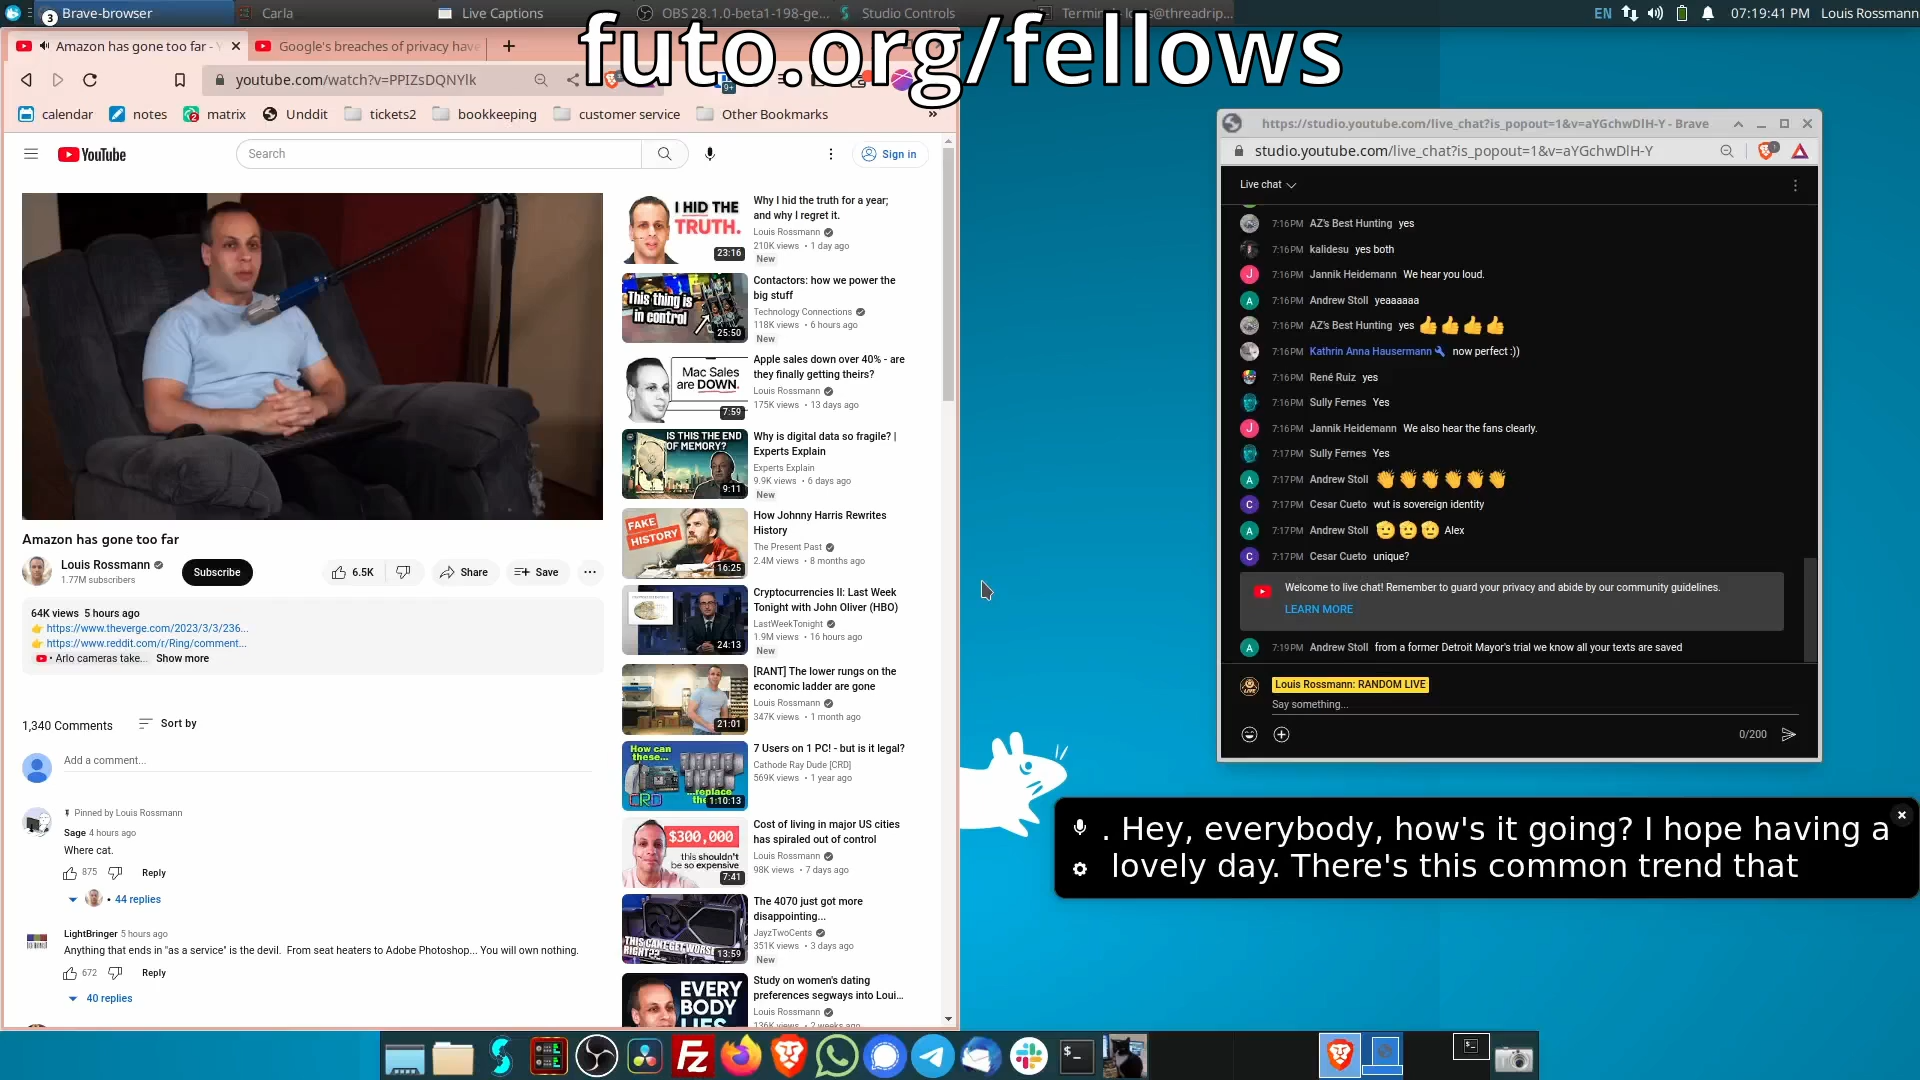 Brave-browser
3
Carla
Live Captions
OBS 28.1.0-beta1-198-ge...
Studio Controls
EN
07:19:41 PM
Louis Rossmann
futo.org/fellows
Amazon has gone too far - Y
Google's breaches of privacy have
youtube.com/watch?v=PPIZsDQNYlk
9+
calendar
notes
matrix
Unddit
tickets2
bookkeeping
customer service
Other Bookmarks
YouTube
Search
Sign in
Amazon has gone too far
Louis Rossmann
1.77M subscribers
Subscribe
6.5K
Share
Save
64K views 5 hours ago
👉 https://www.theverge.com/2023/3/3/236...
👉 https://www.reddit.com/r/Ring/comment...
• Arlo cameras take...
Show more
1,340 Comments
Sort by
Add a comment...
Pinned by Louis Rossmann
Sage 4 hours ago
Where cat.
875
Reply
• 44 replies
LightBringer 5 hours ago
Anything that ends in "as a service" is the devil. From seat heaters to Adobe Photoshop... You will own nothing.
672
Reply
40 replies
I HID THE
TRUTH.
23:16
Why I hid the truth for a year;
and why I regret it.
Louis Rossmann
210K views • 1 day ago
New
This thing is
in control
25:50
Contactors: how we power the
big stuff
Technology Connections
118K views • 6 hours ago
New
Mac Sales
are DOWN.
7:59
Apple sales down over 40% - are
they finally getting theirs?
Louis Rossmann
175K views • 13 days ago
IS THIS THE END
OF MEMORY?
9:11
Why is digital data so fragile? |
Experts Explain
Experts Explain
9.9K views • 6 days ago
New
FAKE
HISTORY
16:25
How Johnny Harris Rewrites
History
The Present Past
2.4M views • 8 months ago
24:13
Cryptocurrencies II: Last Week
Tonight with John Oliver (HBO)
LastWeekTonight
1.9M views • 16 hours ago
New
21:01
[RANT] The lower rungs on the
economic ladder are gone
Louis Rossmann
347K views • 1 month ago
How can
these...
...replace
CRD
1:10:13
7 Users on 1 PC! - but is it legal?
Cathode Ray Dude [CRD]
569K views • 1 year ago
$300,000
this shouldn't
be so expensive
7:41
Cost of living in major US cities
has spiraled out of control
Louis Rossmann
98K views • 7 days ago
13:59
The 4070 just got more
disappointing...
JayzTwoCents
351K views • 3 days ago
New
EVERY
BODY
LIES
Study on women's dating
preferences segways into Loui...
Louis Rossmann
136K views • 2 weeks ago
https://studio.youtube.com/live_chat?is_popout=1&v=aYGchwDlH-Y - Brave
studio.youtube.com/live_chat?is_popout=1&v=aYGchwDlH-Y
Live chat
7:16PM AZ's Best Hunting yes
7:16PM kalidesu yes both
J 7:16PM Jannik Heidemann We hear you loud.
A 7:16PM Andrew Stoll yeaaaaaa
7:16PM AZ's Best Hunting yes 👍👍👍👍
7:16PM Kathrin Anna Hausermann now perfect :))
7:16PM René Ruiz yes
7:16PM Sully Fernes Yes
J 7:16PM Jannik Heidemann We also hear the fans clearly.
7:17PM Sully Fernes Yes
A 7:17PM Andrew Stoll 👏👏👏👏👏👏
C 7:17PM Cesar Cueto wut is sovereign identity
A 7:17PM Andrew Stoll 🫡🫡🫡 Alex
C 7:17PM Cesar Cueto unique?
Welcome to live chat! Remember to guard your privacy and abide by our community guidelines.
LEARN MORE
A 7:19PM Andrew Stoll from a former Detroit Mayor's trial we know all your texts are saved
Louis Rossmann: RANDOM LIVE
Say something...
0/200
. Hey, everybody, how's it going? I hope having a
lovely day. There's this common trend that